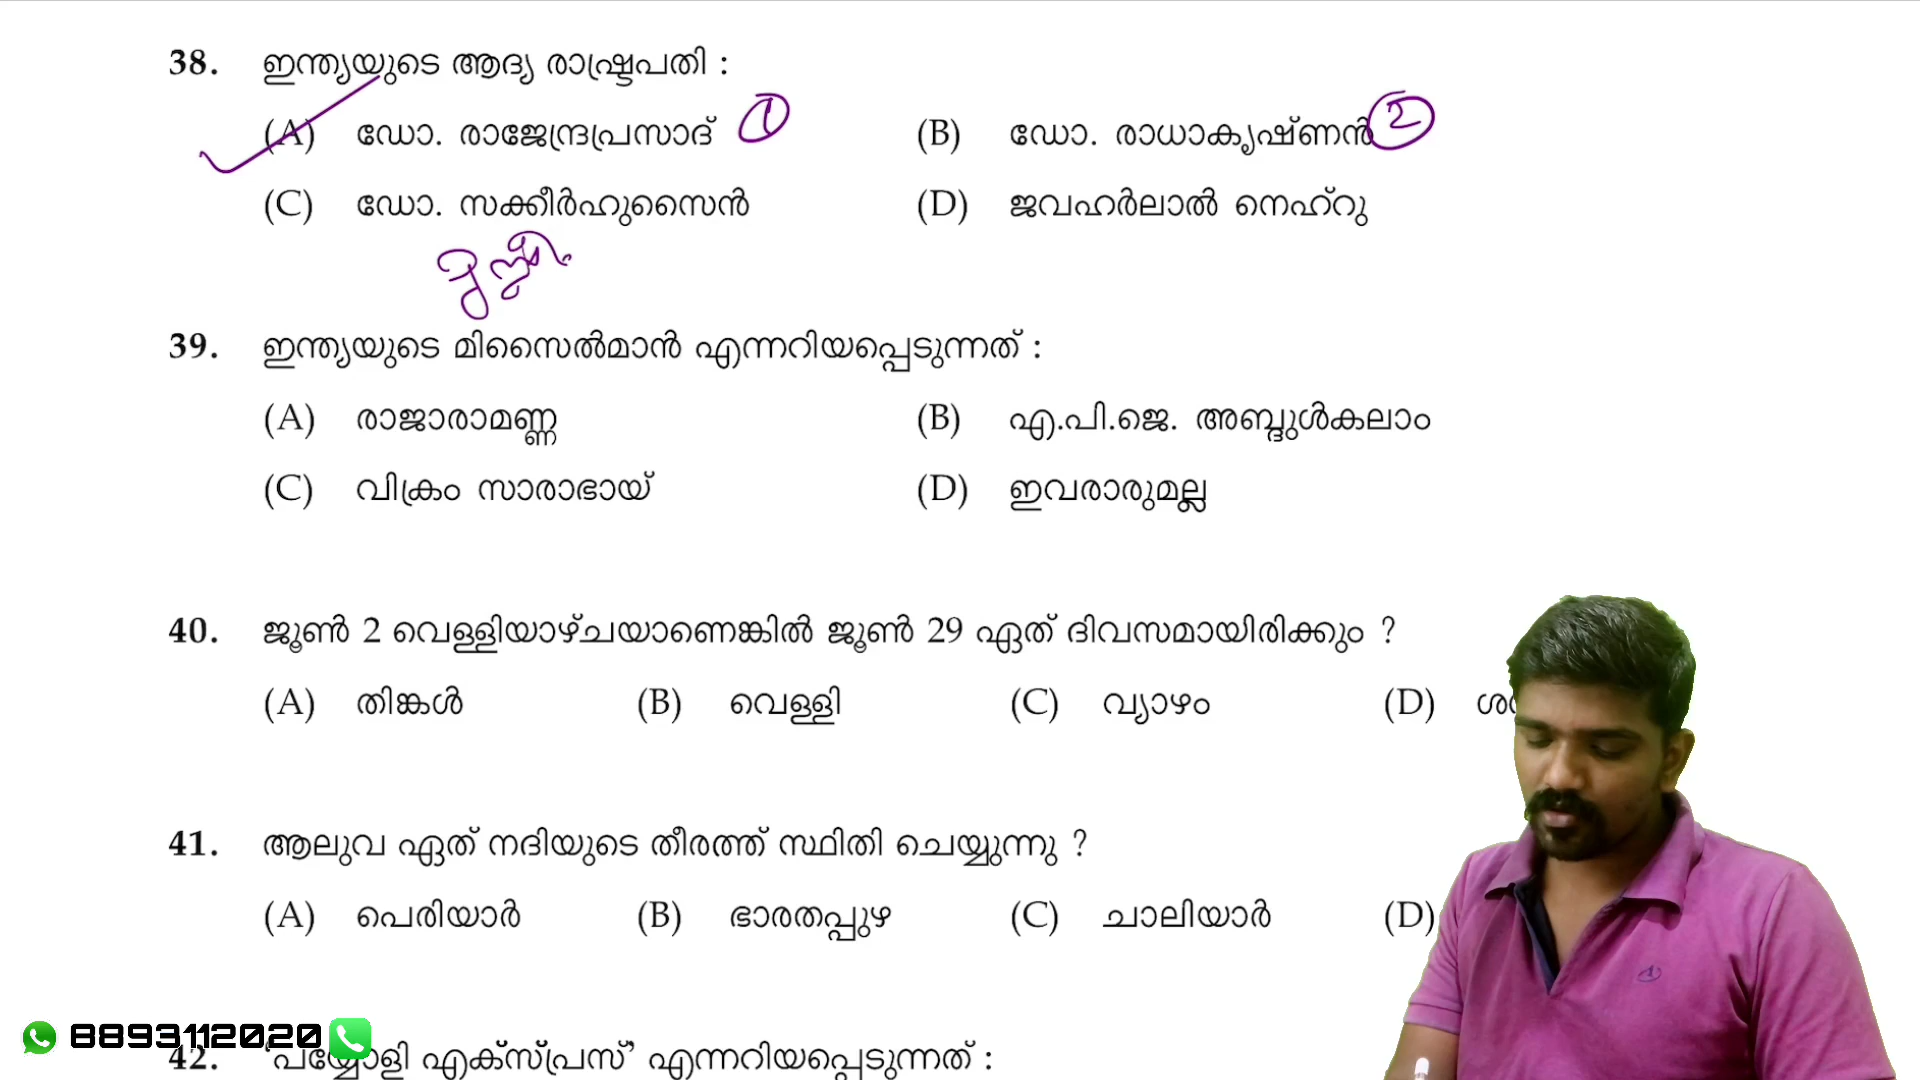 38. ഇന്ത്യയുടെ ആദ്യ രാഷ്ട്രപതി :
(A) ഡോ. രാജേന്ദ്രപ്രസാദ് 1 (B) ഡോ. രാധാകൃഷ്ണൻ 2
(C) ഡോ. സക്കീർഹുസൈൻ (D) ജവഹർലാൽ നെഹ്റു
39. ഇന്ത്യയുടെ മിസൈൽമാൻ എന്നറിയപ്പെടുന്നത് :
(A) രാജാരാമണ്ണ (B) എ.പി.ജെ. അബ്ദുൾകലാം
(C) വിക്രം സാരാഭായ് (D) ഇവരാരുമല്ല
40. ജൂൺ 2 വെള്ളിയാഴ്ചയാണെങ്കിൽ ജൂൺ 29 ഏത് ദിവസമായിരിക്കും ?
(A) തിങ്കൾ (B) വെള്ളി (C) വ്യാഴം (D)
41. ആലുവ ഏത് നദിയുടെ തീരത്ത് സ്ഥിതി ചെയ്യുന്നു ?
(A) പെരിയാർ (B) ഭാരതപ്പുഴ (C) ചാലിയാർ (D)
8893112020
42. 'പയ്യോളി എക്സ്പ്രസ്' എന്നറിയപ്പെടുന്നത് :